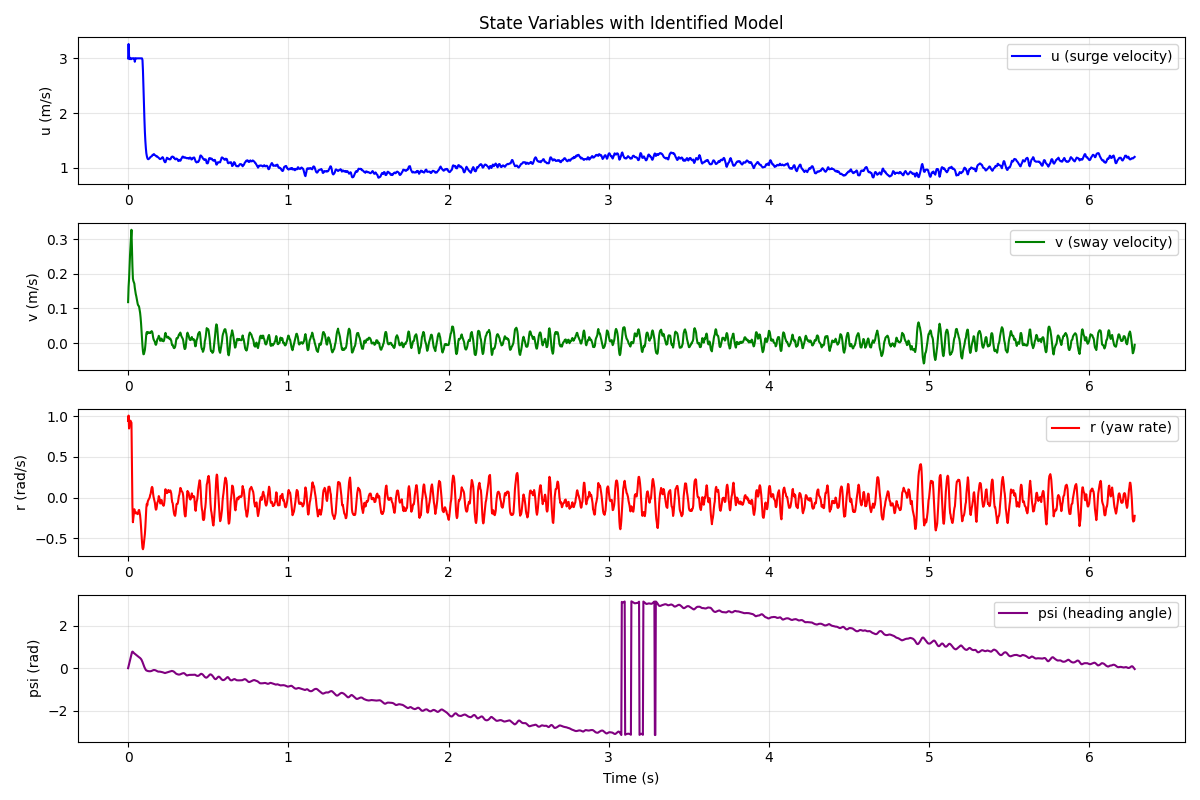 State Variables with Identified Model
u (m/s)
3
2
1
u (surge velocity)
0 1 2 3 4 5 6
v (m/s)
0.3
0.2
0.1
0.0
v (sway velocity)
0 1 2 3 4 5 6
r (rad/s)
1.0
0.5
0.0
−0.5
r (yaw rate)
0 1 2 3 4 5 6
psi (rad)
2
0
−2
psi (heading angle)
0 1 2 3 4 5 6
Time (s)